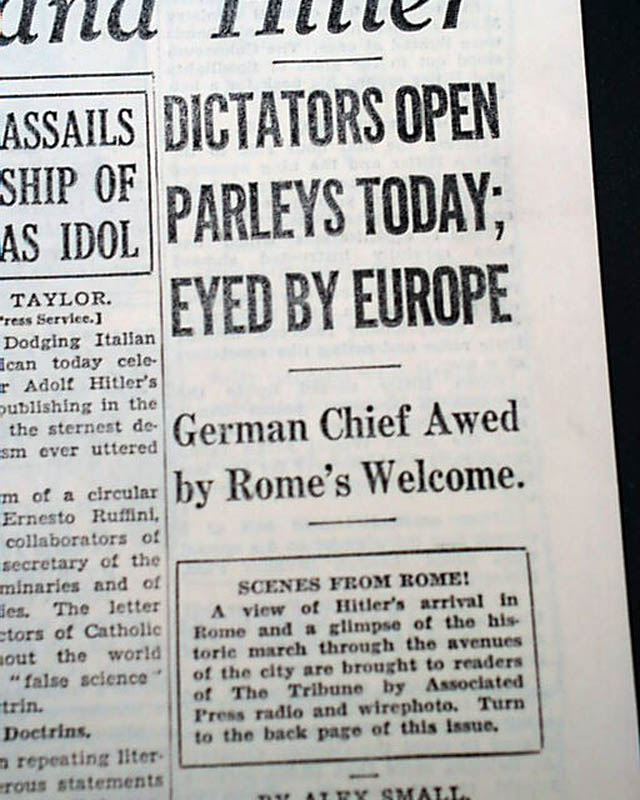 and Hitler
ASSAILS
SHIP OF
AS IDOL
TAYLOR.
Press Service.]
Dodging Italian
ican today cele-
r Adolf Hitler's
publishing in the
the sternest de-
sm ever uttered
m of a circular
Ernesto Ruffini,
collaborators of
secretary of the
minaries and of
ies. The letter
ctors of Catholic
out the world
"false science"
trin.
Doctrins.
n repeating liter-
erous statements
DICTATORS OPEN
PARLEYS TODAY;
EYED BY EUROPE
German Chief Awed
by Rome's Welcome.
SCENES FROM ROME!
A view of Hitler's arrival in
Rome and a glimpse of the his-
toric march through the avenues
of the city are brought to readers
of The Tribune by Associated
Press radio and wirephoto. Turn
to the back page of this issue.
BY ALEX SMALL.